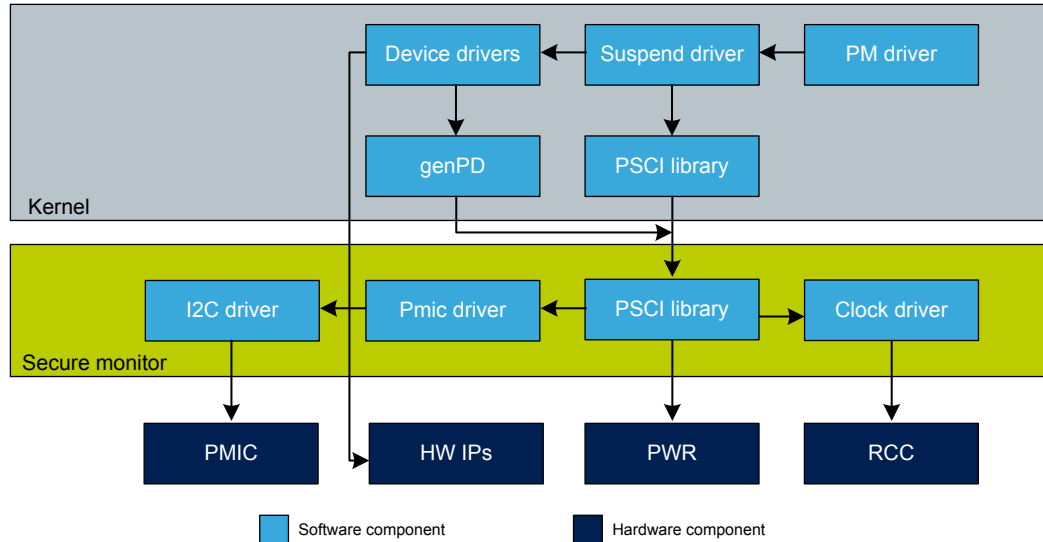 Device drivers
Suspend driver
PM driver
genPD
PSCI library
Kernel
I2C driver
Pmic driver
PSCI library
Clock driver
Secure monitor
PMIC
HW IPs
PWR
RCC
Software component
Hardware component